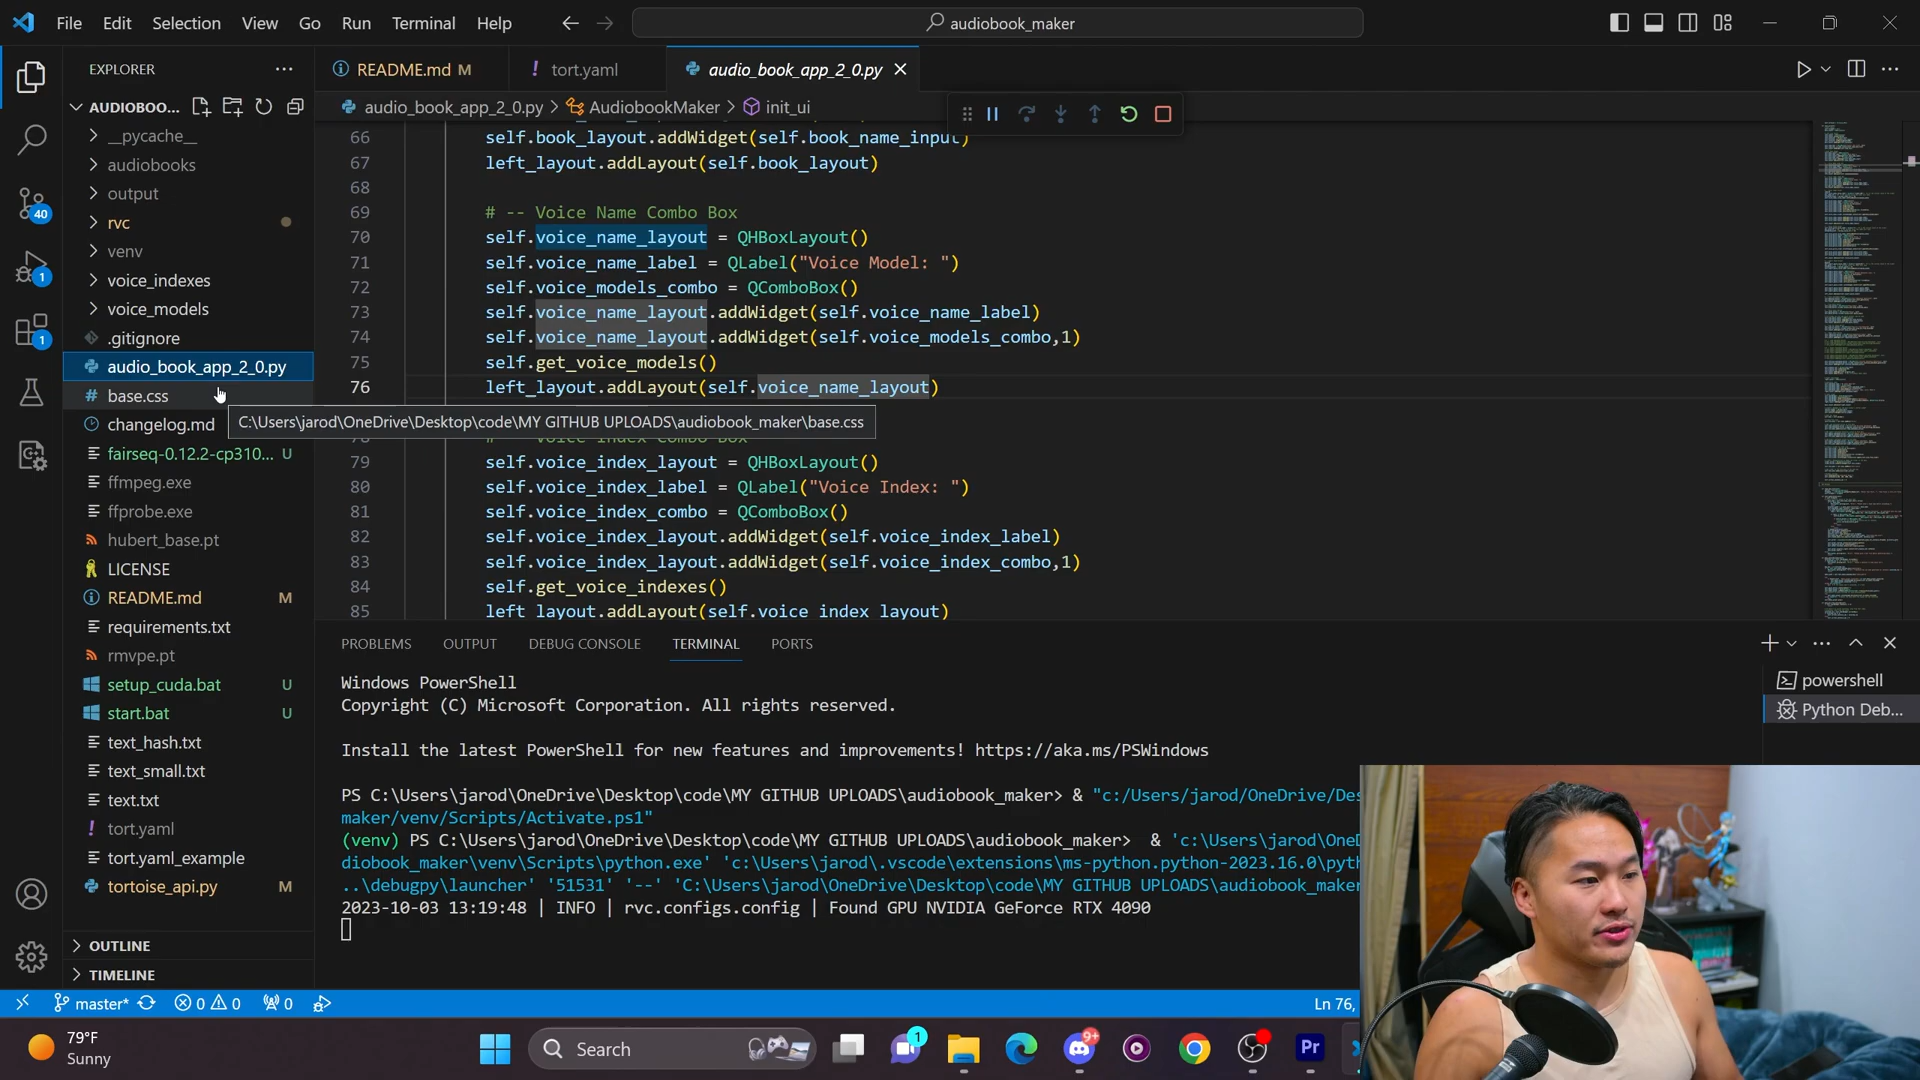 File Edit Selection View Go Run Terminal Help
audiobook_maker
EXPLORER
README.md M
tort.yaml
audio_book_app_2_0.py
AUDIOBOO...
audio_book_app_2_0.py > AudiobookMaker > init_ui
__pycache__
audiobooks
output
rvc
venv
voice_indexes
voice_models
.gitignore
audio_book_app_2_0.py
base.css
changelog.md
fairseq-0.12.2-cp310... U
ffmpeg.exe
ffprobe.exe
hubert_base.pt
LICENSE
README.md M
requirements.txt
rmvpe.pt
setup_cuda.bat U
start.bat U
text_hash.txt
text_small.txt
text.txt
tort.yaml
tort.yaml_example
tortoise_api.py M
OUTLINE
TIMELINE
40
1
1
66 self.book_layout.addWidget(self.book_name_input)
67 left_layout.addLayout(self.book_layout)
68
69 # -- Voice Name Combo Box
70 self.voice_name_layout = QHBoxLayout()
71 self.voice_name_label = QLabel("Voice Model: ")
72 self.voice_models_combo = QComboBox()
73 self.voice_name_layout.addWidget(self.voice_name_label)
74 self.voice_name_layout.addWidget(self.voice_models_combo,1)
75 self.get_voice_models()
76 left_layout.addLayout(self.voice_name_layout)
C:\Users\jarod\OneDrive\Desktop\code\MY GITHUB UPLOADS\audiobook_maker\base.css
79 self.voice_index_layout = QHBoxLayout()
80 self.voice_index_label = QLabel("Voice Index: ")
81 self.voice_index_combo = QComboBox()
82 self.voice_index_layout.addWidget(self.voice_index_label)
83 self.voice_index_layout.addWidget(self.voice_index_combo,1)
84 self.get_voice_indexes()
85 left_layout.addLayout(self.voice_index_layout)
PROBLEMS OUTPUT DEBUG CONSOLE TERMINAL PORTS
powershell
Python Deb...
Windows PowerShell
Copyright (C) Microsoft Corporation. All rights reserved.
Install the latest PowerShell for new features and improvements! https://aka.ms/PSWindows
PS C:\Users\jarod\OneDrive\Desktop\code\MY GITHUB UPLOADS\audiobook_maker> & "c:/Users/jarod/OneDrive/Des
maker/venv/Scripts/Activate.ps1"
(venv) PS C:\Users\jarod\OneDrive\Desktop\code\MY GITHUB UPLOADS\audiobook_maker> & 'c:\Users\jarod\OneD
diobook_maker\venv\Scripts\python.exe' 'c:\Users\jarod\.vscode\extensions\ms-python.python-2023.16.0\pyth
..\debugpy\launcher' '51531' '--' 'C:\Users\jarod\OneDrive\Desktop\code\MY GITHUB UPLOADS\audiobook_maker
2023-10-03 13:19:48 | INFO | rvc.configs.config | Found GPU NVIDIA GeForce RTX 4090
master* 0 0 0
Ln 76,
79°F
Sunny
Search
1
9+
Pr